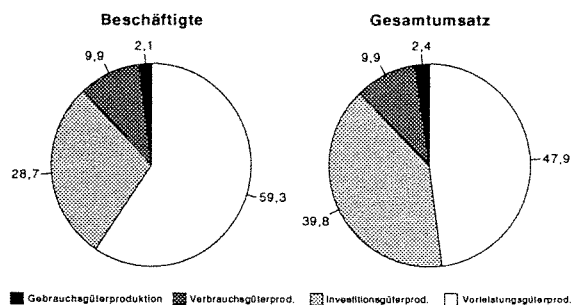 Beschäftigte
Gesamtumsatz
2,1
9,9
28,7
59,3
2,4
9,9
39,8
47,9
Gebrauchsgüterproduktion Verbrauchsgüterprod. Investitionsgüterprod. Vorleistungsgüterprod.